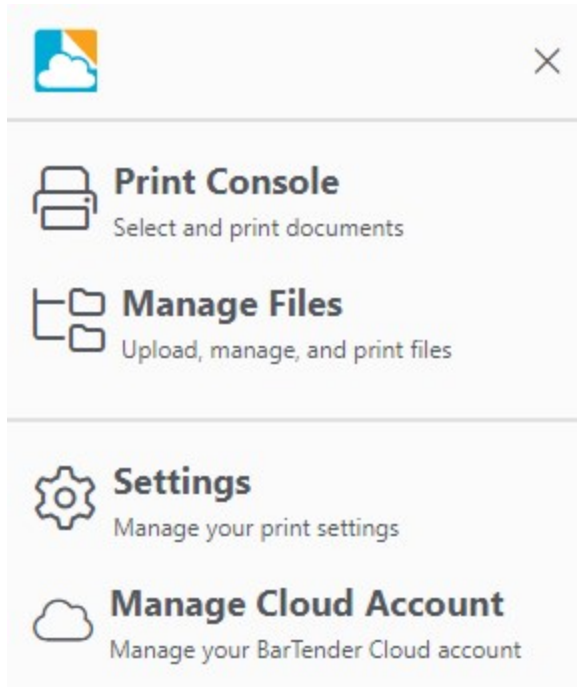 Print Console
Select and print documents
Manage Files
Upload, manage, and print files
Settings
Manage your print settings
Manage Cloud Account
Manage your BarTender Cloud account